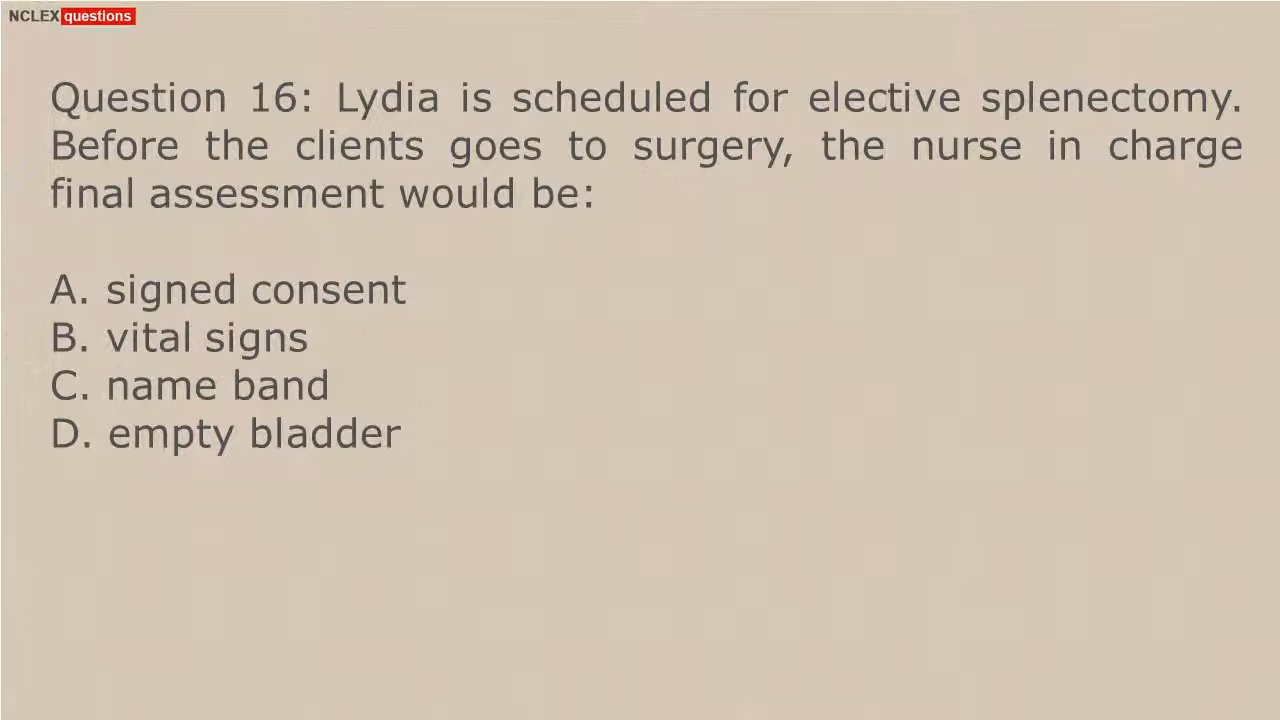 NCLEX questions
Question 16: Lydia is scheduled for elective splenectomy.
Before the clients goes to surgery, the nurse in charge
final assessment would be:
A. signed consent
B. vital signs
C. name band
D. empty bladder